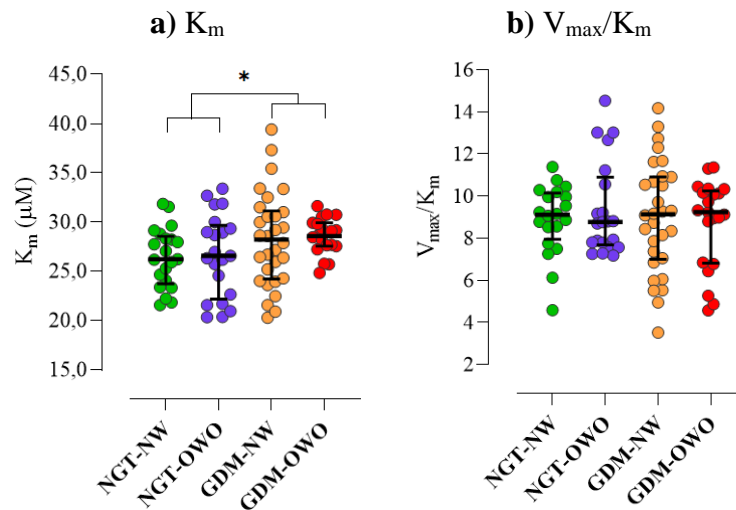 a) Km
b) Vmax/Km
*
Km (µM)
45,0
40,0
35,0
30,0
25,0
20,0
15,0
NGT-NW
NGT-OWO
GDM-NW
GDM-OWO
Vmax/Km
16
14
12
10
8
6
4
2
NGT-NW
NGT-OWO
GDM-NW
GDM-OWO